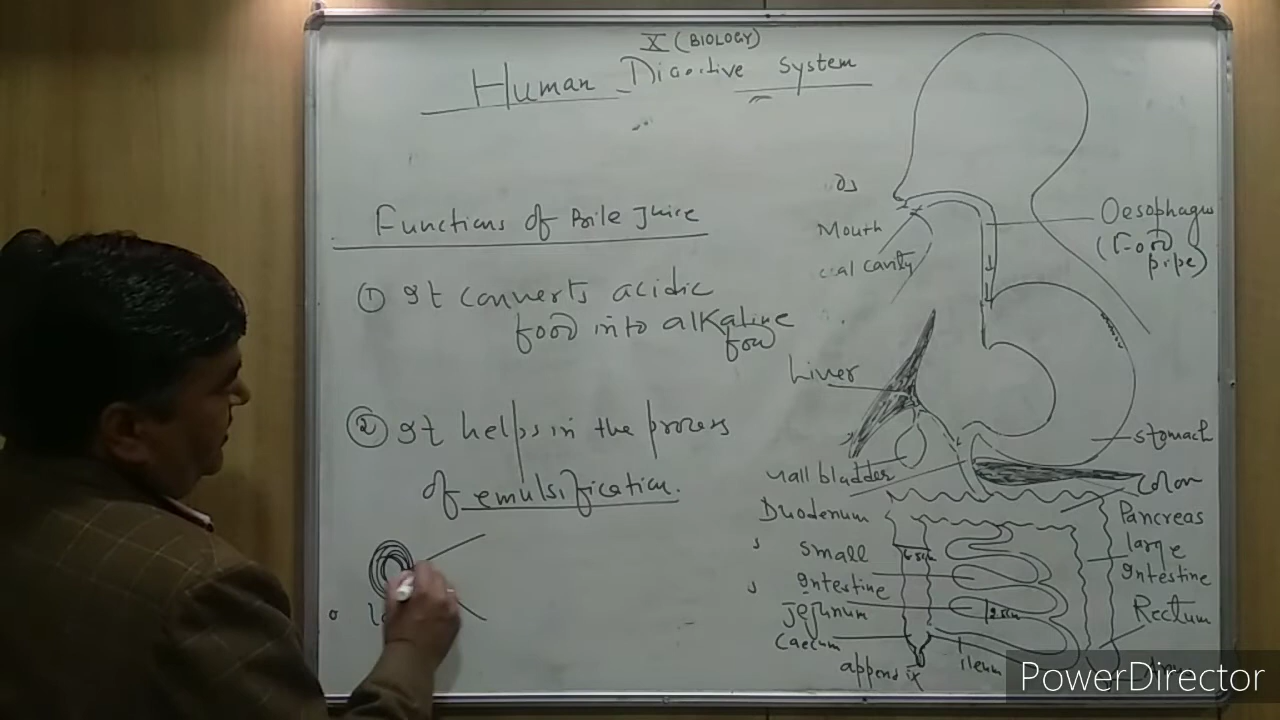 X (BIOLOGY)
Human Digestive System
Functions of Bile Juice
① It converts acidic
food into alkaline
② It helps in the process
of emulsification.
Mouth
cavity
Oesophagus
(Food
pipe)
Liver
Stomach
bladder
Colon
Duodenum
Pancreas
Small
Intestine
large
Intestine
Jejunum
Rectum
Caecum
appendix
ileum
PowerDirector